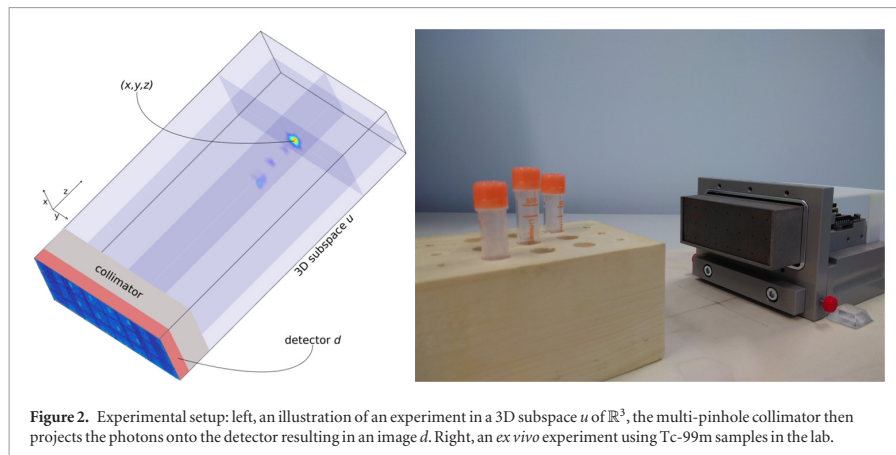 (x,y,z)
x
z
y
collimator
3D subspace u
detector d
Figure 2. Experimental setup: left, an illustration of an experiment in a 3D subspace u of ℝ³, the multi-pinhole collimator then
projects the photons onto the detector resulting in an image d. Right, an ex vivo experiment using Tc-99m samples in the lab.